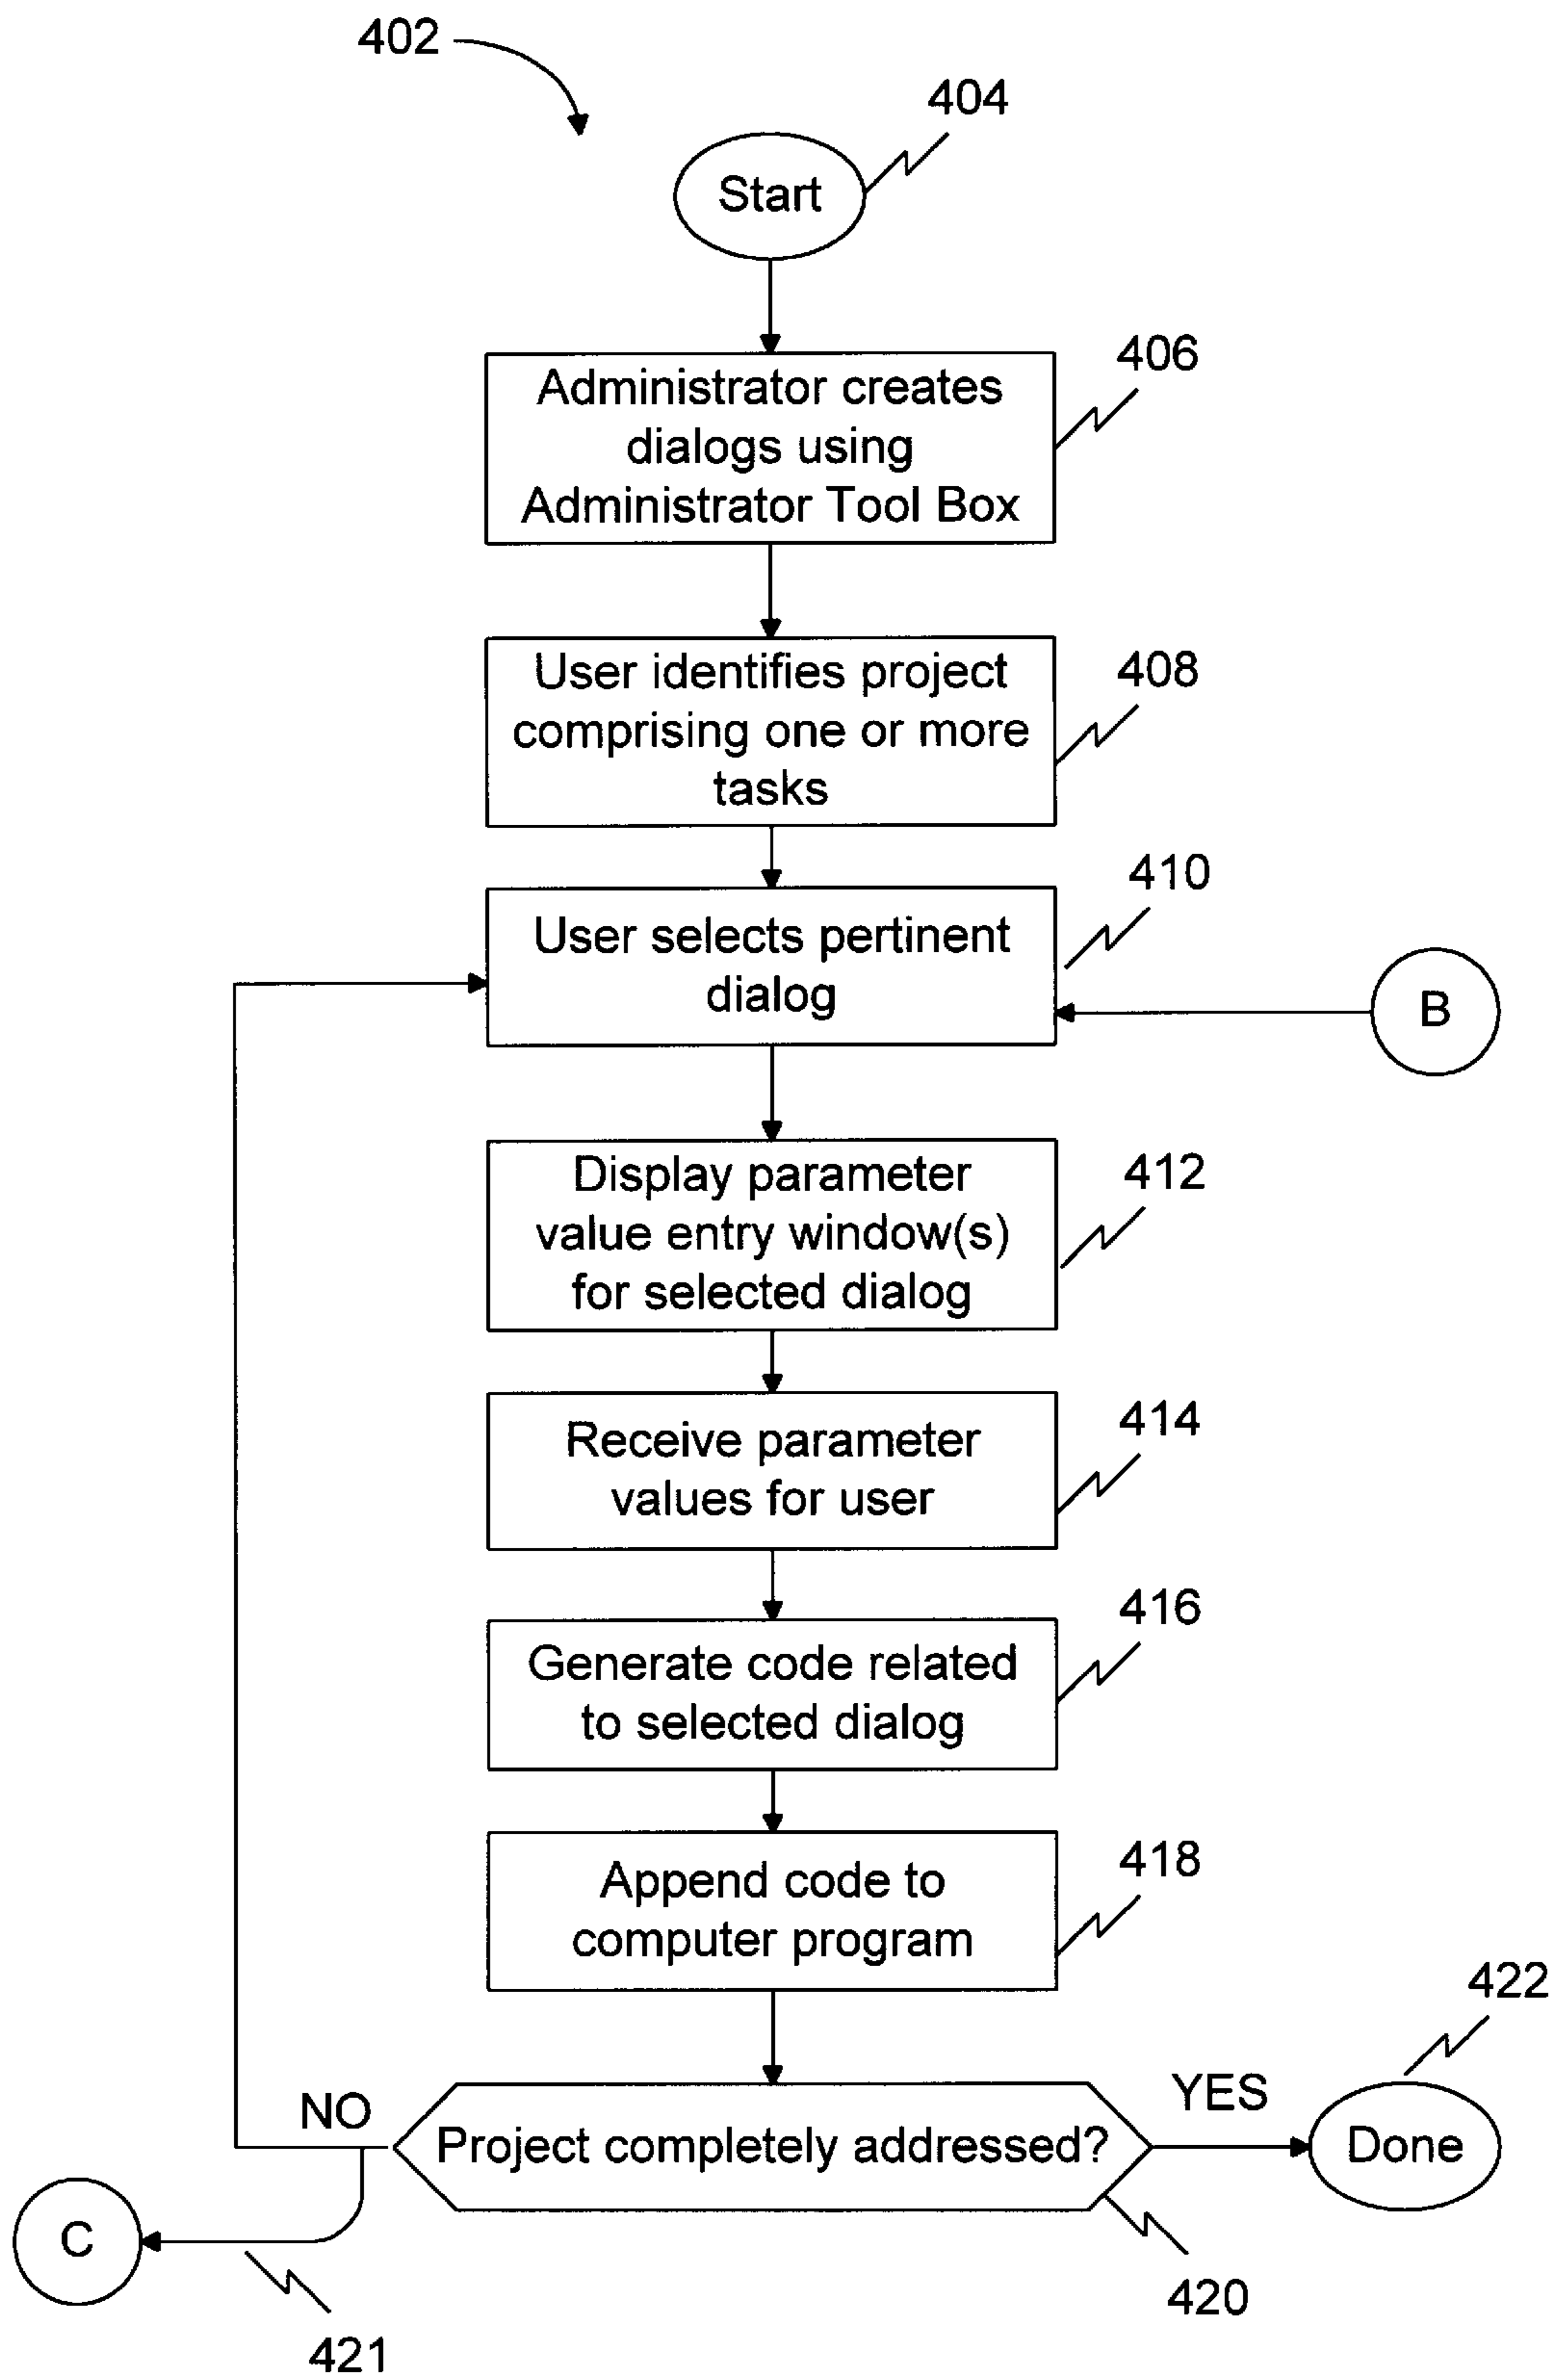 402
404
Start
406
Administrator creates
dialogs using
Administrator Tool Box
408
User identifies project
comprising one or more
tasks
410
User selects pertinent
dialog
B
412
Display parameter
value entry window(s)
for selected dialog
414
Receive parameter
values for user
416
Generate code related
to selected dialog
418
Append code to
computer program
422
NO
Project completely addressed?
YES
Done
C
420
421